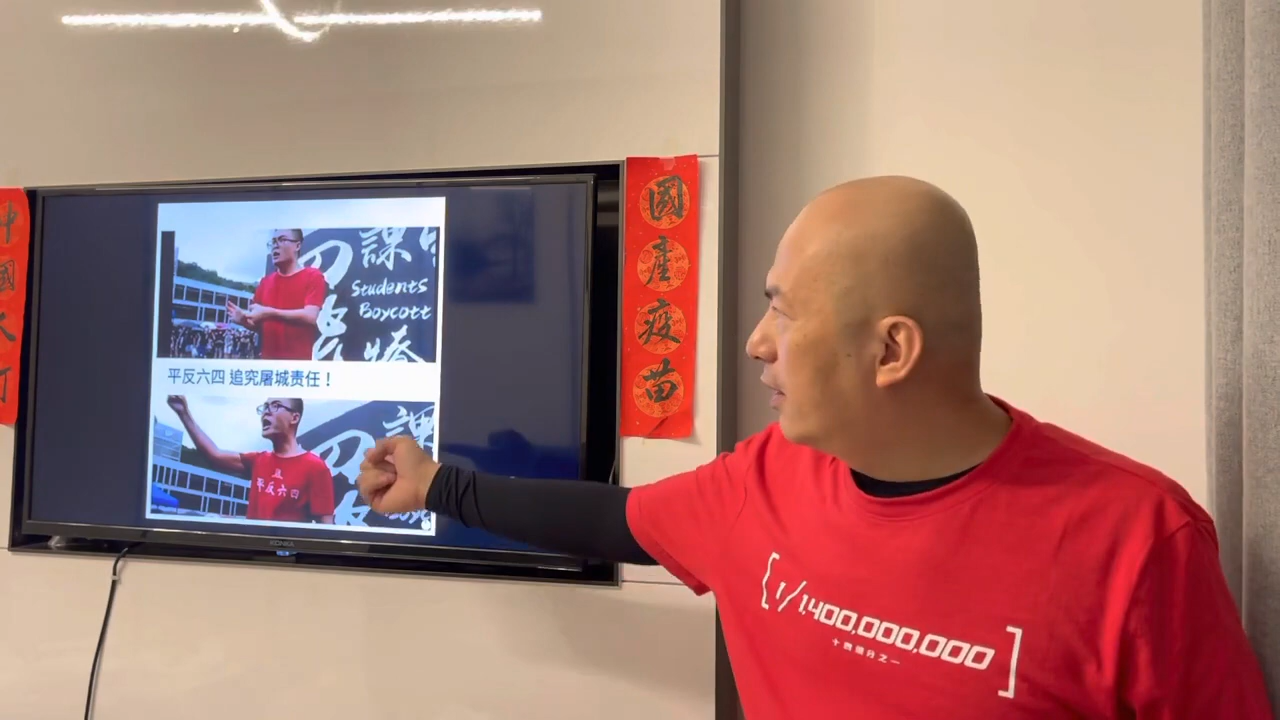 國
國產疫苗
課
Students
Boycott
平反六四 追究屠城责任！
課
平反六四
KONKA
[1/1,400,000,000]
十四億分之一